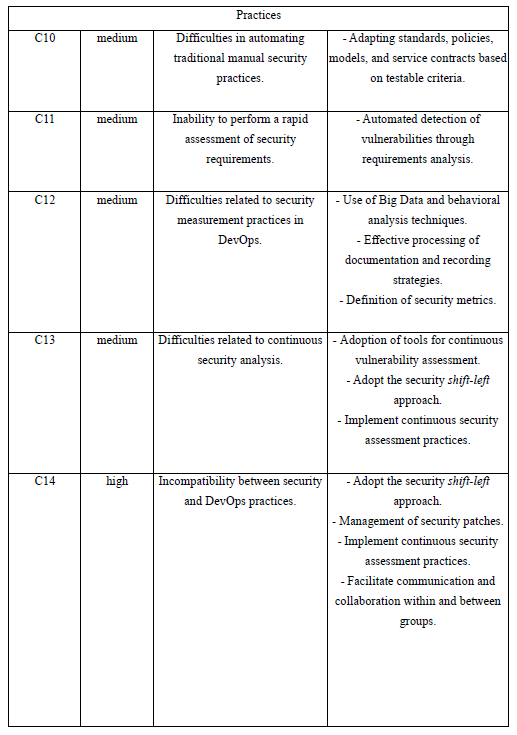 Practices
C10
medium
Difficulties in automating
traditional manual security
practices.
- Adapting standards, policies,
models, and service contracts based
on testable criteria.
C11
medium
Inability to perform a rapid
assessment of security
requirements.
- Automated detection of
vulnerabilities through
requirements analysis.
C12
medium
Difficulties related to security
measurement practices in
DevOps.
- Use of Big Data and behavioral
analysis techniques.
- Effective processing of
documentation and recording
strategies.
- Definition of security metrics.
C13
medium
Difficulties related to continuous
security analysis.
- Adoption of tools for continuous
vulnerability assessment.
- Adopt the security shift-left
approach.
- Implement continuous security
assessment practices.
C14
high
Incompatibility between security
and DevOps practices.
- Adopt the security shift-left
approach.
- Management of security patches.
- Implement continuous security
assessment practices.
- Facilitate communication and
collaboration within and between
groups.